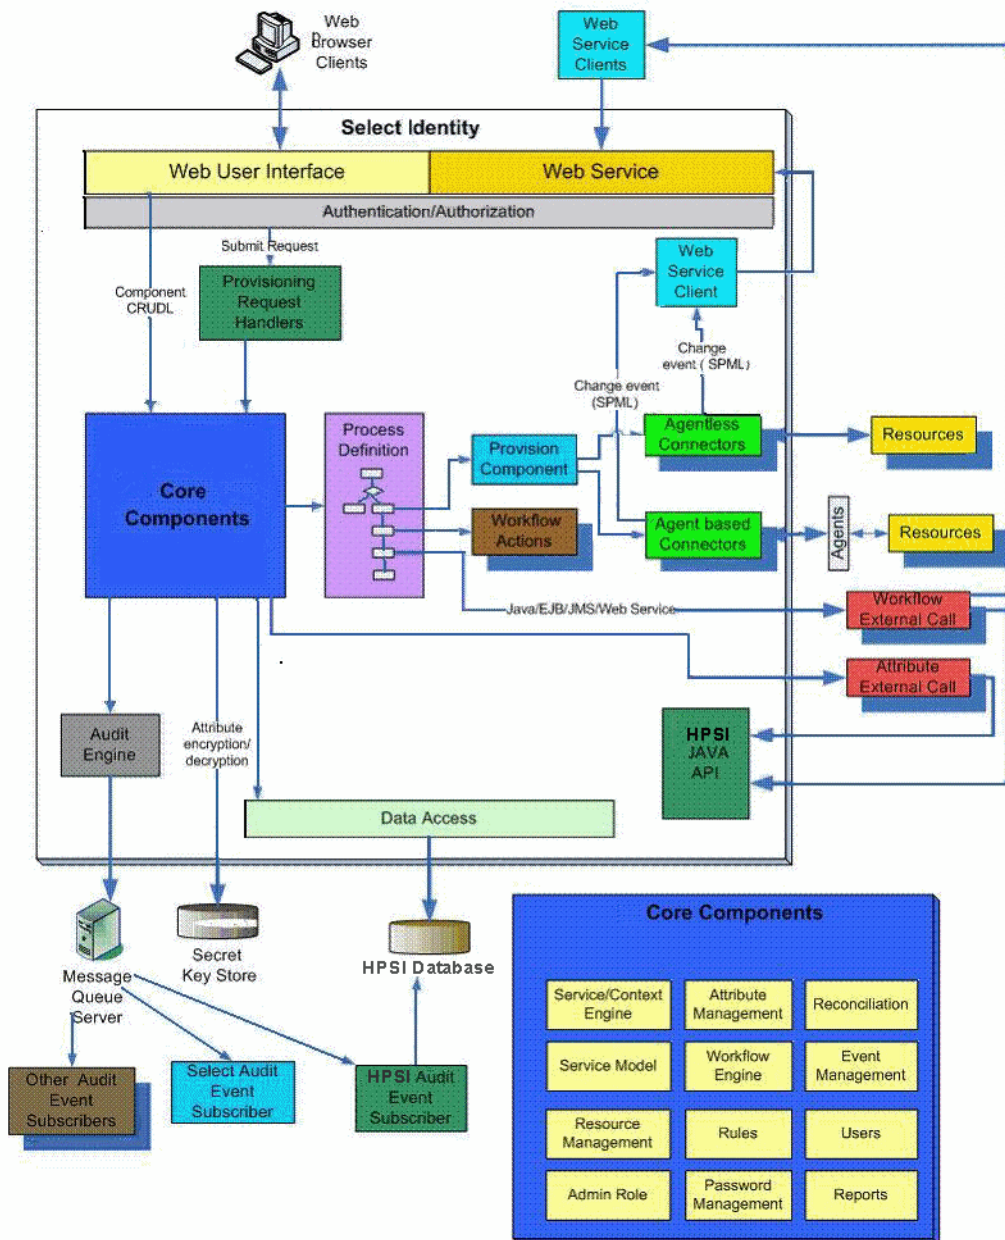 Web
Browser
Clients
Web
Service
Clients
Select Identity
Web User Interface
Web Service
Authentication/Authorization
Submit Request
Component
CRUDL
Provisioning
Request
Handlers
Web
Service
Client
Change
event ( SPML)
Change event
(SPML)
Core
Components
Process
Definition
Provision
Component
Workflow
Actions
Agentless
Connectors
Agent based
Connectors
Resources
Agents
Resources
Java/EJB/JMS/Web Service
Workflow
External Call
Attribute
External Call
HPSI
JAVA
API
Audit
Engine
Attribute
encryption/
decryption
Data Access
Message
Queue
Server
Secret
Key Store
HPSI Database
Other Audit
Event
Subscribers
Select Audit
Event
Subscriber
HPSI Audit
Event
Subscriber
Core Components
Service/Context
Engine
Attribute
Management
Reconciliation
Service Model
Workflow
Engine
Event
Management
Resource
Management
Rules
Users
Admin Role
Password
Management
Reports